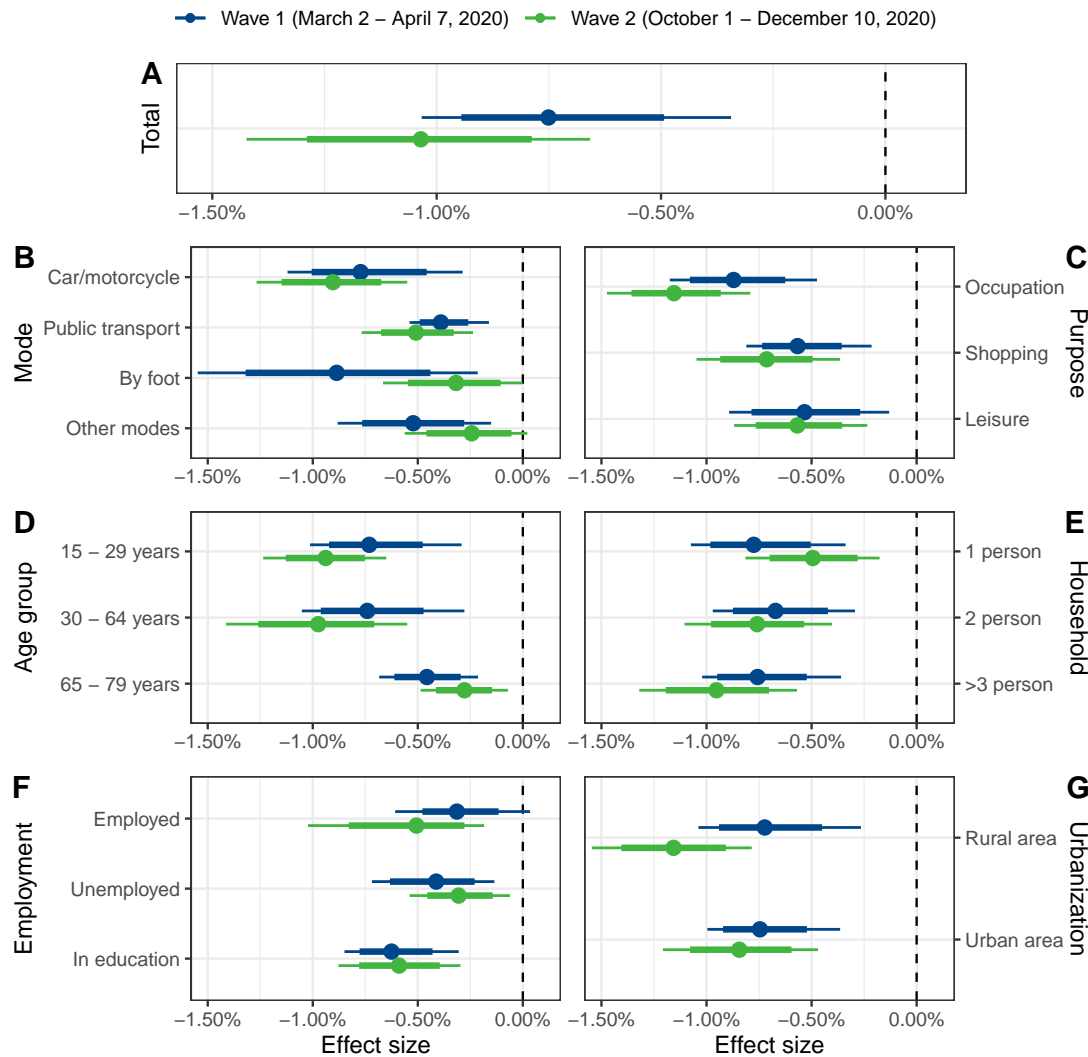 Wave 1 (March 2 − April 7, 2020) Wave 2 (October 1 − December 10, 2020)
A
Total
−1.50% −1.00% −0.50% 0.00%
B
Mode
Car/motorcycle
Public transport
By foot
Other modes
−1.50% −1.00% −0.50% 0.00%
C
Purpose
Occupation
Shopping
Leisure
−1.50% −1.00% −0.50% 0.00%
D
Age group
15 − 29 years
30 − 64 years
65 − 79 years
−1.50% −1.00% −0.50% 0.00%
E
Household
1 person
2 person
>3 person
−1.50% −1.00% −0.50% 0.00%
F
Employment
Employed
Unemployed
In education
−1.50% −1.00% −0.50% 0.00%
Effect size
G
Urbanization
Rural area
Urban area
−1.50% −1.00% −0.50% 0.00%
Effect size